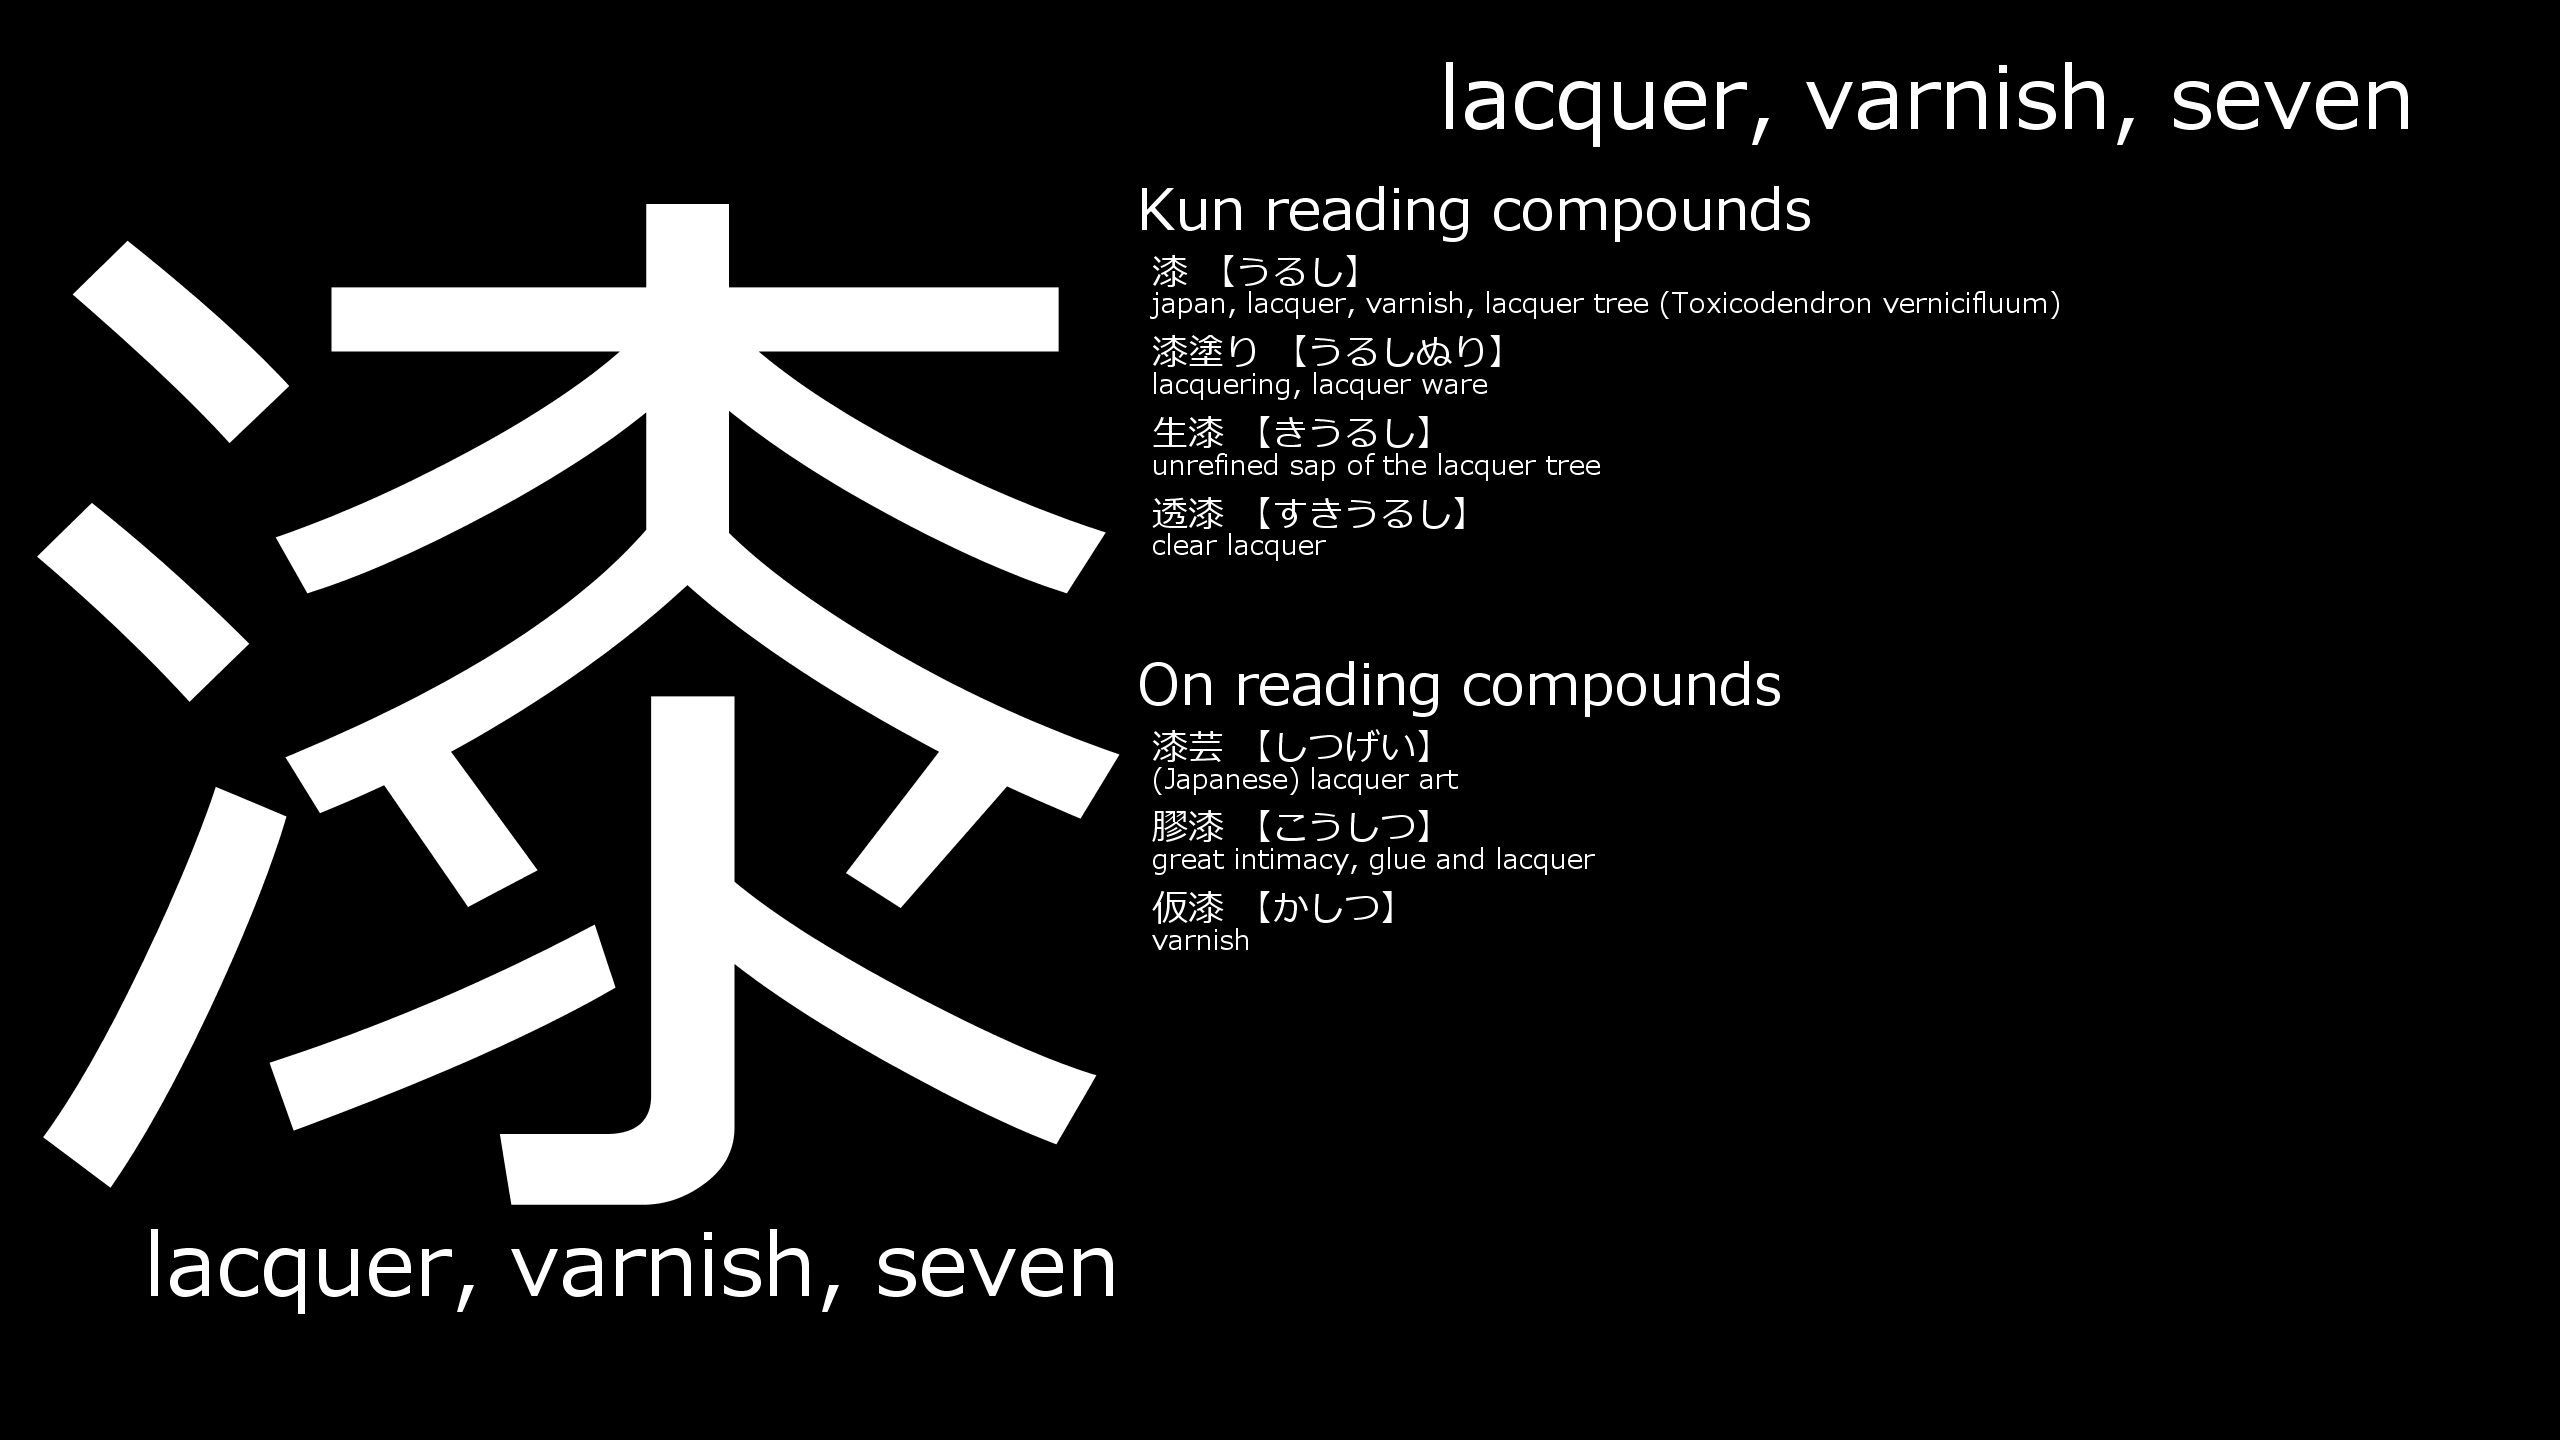 lacquer, varnish, seven
漆
lacquer, varnish, seven
Kun reading compounds
漆 【うるし】
japan, lacquer, varnish, lacquer tree (Toxicodendron vernicifluum)
漆塗り 【うるしぬり】
lacquering, lacquer ware
生漆 【きうるし】
unrefined sap of the lacquer tree
透漆 【すきうるし】
clear lacquer
On reading compounds
漆芸 【しつげい】
(Japanese) lacquer art
膠漆 【こうしつ】
great intimacy, glue and lacquer
仮漆 【かしつ】
varnish